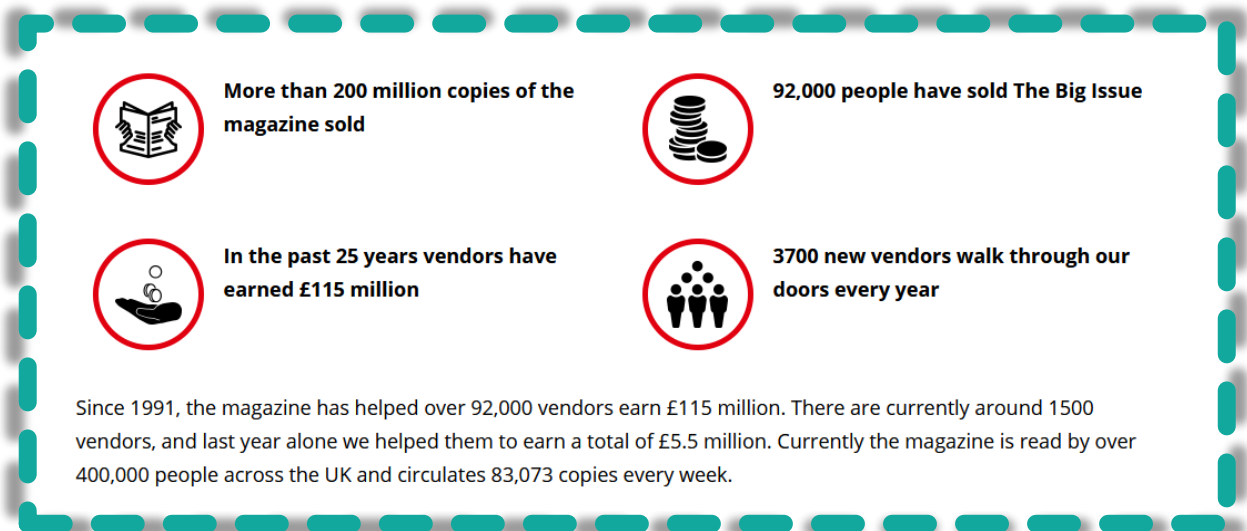 More than 200 million copies of the
magazine sold
92,000 people have sold The Big Issue
In the past 25 years vendors have
earned £115 million
3700 new vendors walk through our
doors every year
Since 1991, the magazine has helped over 92,000 vendors earn £115 million. There are currently around 1500
vendors, and last year alone we helped them to earn a total of £5.5 million. Currently the magazine is read by over
400,000 people across the UK and circulates 83,073 copies every week.